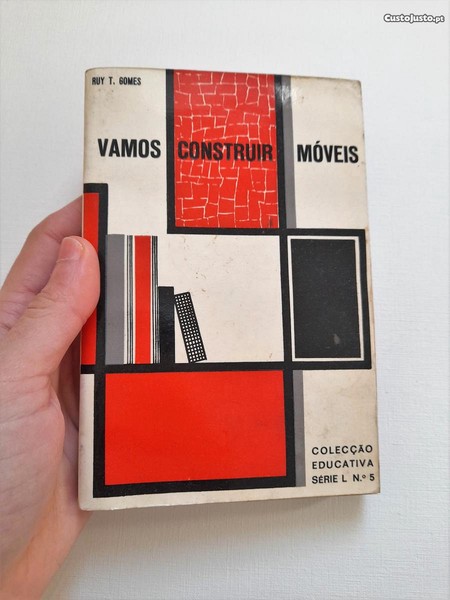 CustoJusto.pt
RUY T. GOMES
VAMOS CONSTRUIR MÓVEIS
COLECÇÃO
EDUCATIVA
SÉRIE L N.º 5